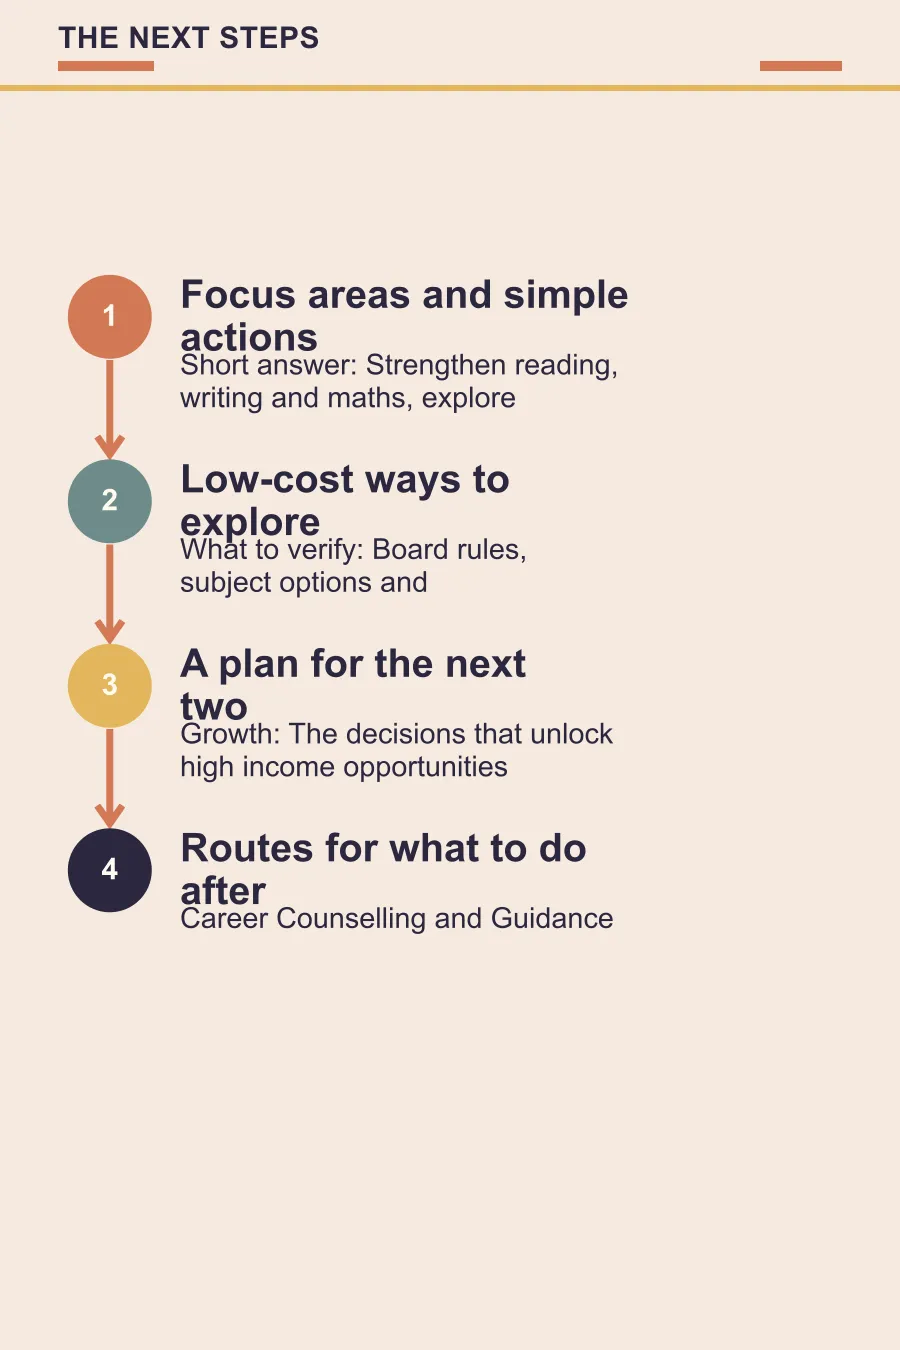 THE NEXT STEPS
1
Focus areas and simple
actions
Short answer: Strengthen reading,
writing and maths, explore
2
Low-cost ways to
explore
What to verify: Board rules,
subject options and
3
A plan for the next
two
Growth: The decisions that unlock
high income opportunities
4
Routes for what to do
after
Career Counselling and Guidance